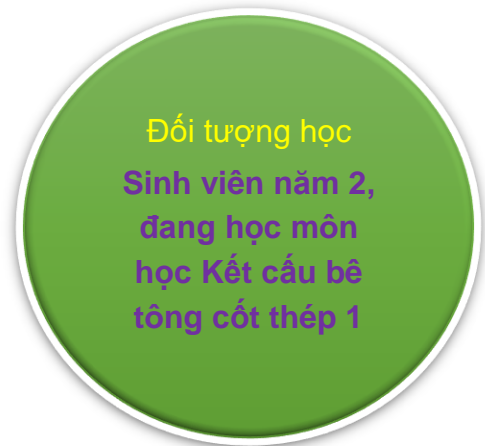 Đối tượng học
Sinh viên năm 2,
đang học môn
học Kết cấu bê
tông cốt thép 1